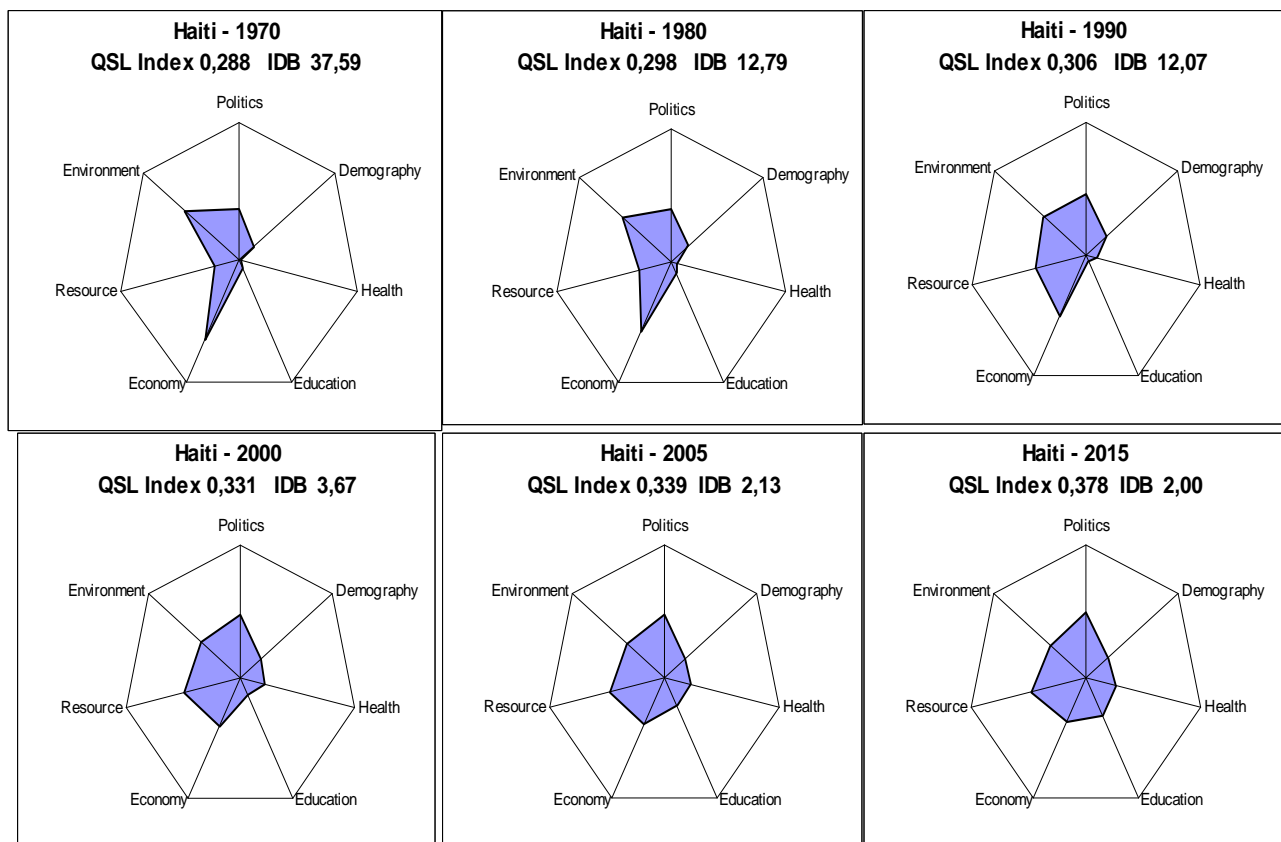 Haiti - 1970
QSL Index 0,288 IDB 37,59
Politics
Environment
Demography
Resource
Health
Economy
Education
Haiti - 1980
QSL Index 0,298 IDB 12,79
Politics
Environment
Demography
Resource
Health
Economy
Education
Haiti - 1990
QSL Index 0,306 IDB 12,07
Politics
Environment
Demography
Resource
Health
Economy
Education
Haiti - 2000
QSL Index 0,331 IDB 3,67
Politics
Environment
Demography
Resource
Health
Economy
Education
Haiti - 2005
QSL Index 0,339 IDB 2,13
Politics
Environment
Demography
Resource
Health
Economy
Education
Haiti - 2015
QSL Index 0,378 IDB 2,00
Politics
Environment
Demography
Resource
Health
Economy
Education